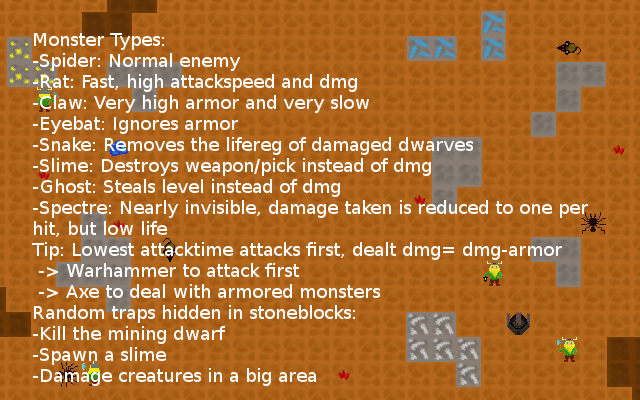 Monster Types:
-Spider: Normal enemy
-Rat: Fast, high attackspeed and dmg
-Claw: Very high armor and very slow
-Eyebat: Ignores armor
-Snake: Removes the lifereg of damaged dwarves
-Slime: Destroys weapon/pick instead of dmg
-Ghost: Steals level instead of dmg
-Spectre: Nearly invisible, damage taken is reduced to one per
hit, but low life
Tip: Lowest attacktime attacks first, dealt dmg= dmg-armor
-> Warhammer to attack first
-> Axe to deal with armored monsters
Random traps hidden in stoneblocks:
-Kill the mining dwarf
-Spawn a slime
-Damage creatures in a big area